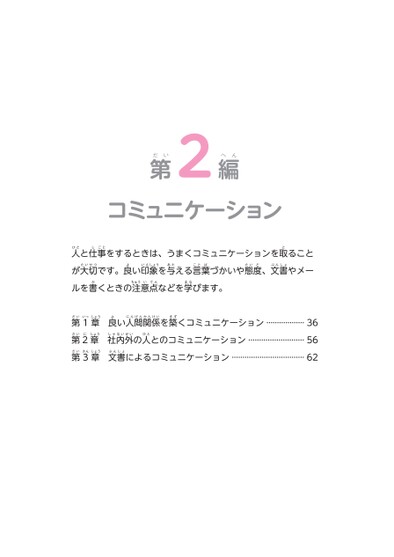 第2編
コミュニケーション
人と仕事をするときは、うまくコミュニケーションを取ること
が大切です。良い印象を与える言葉づかいや態度、文書やメー
ルを書くときの注意点などを学びます。
第1章 良い人間関係を築くコミュニケーション ………………… 36
第2章 社内外の人とのコミュニケーション ………………………… 56
第3章 文書によるコミュニケーション ……………………………… 62